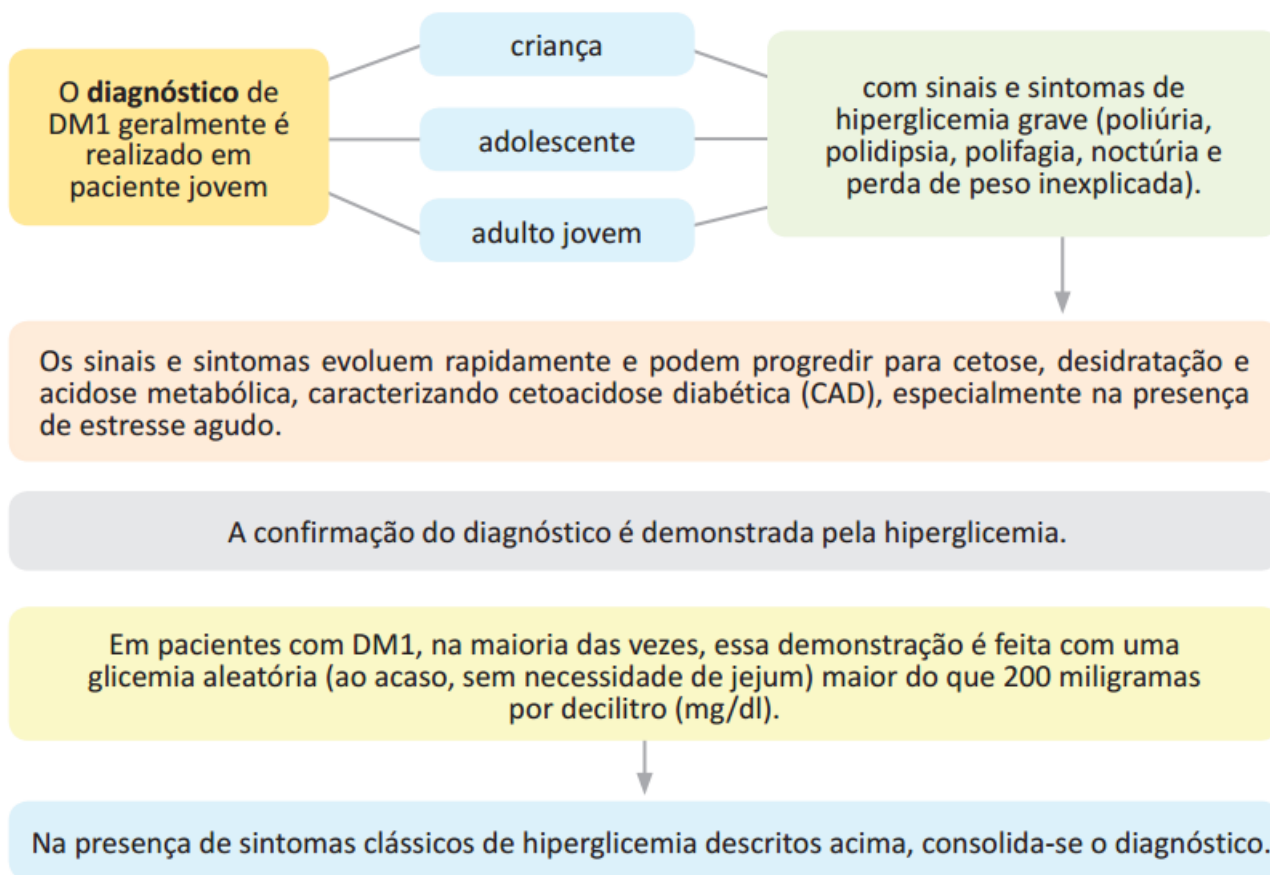 O diagnóstico de
DM1 geralmente é
realizado em
paciente jovem
criança
adolescente
adulto jovem
com sinais e sintomas de
hiperglicemia grave (poliúria,
polidipsia, polifagia, noctúria e
perda de peso inexplicada).
Os sinais e sintomas evoluem rapidamente e podem progredir para cetose, desidratação e
acidose metabólica, caracterizando cetoacidose diabética (CAD), especialmente na presença
de estresse agudo.
A confirmação do diagnóstico é demonstrada pela hiperglicemia.
Em pacientes com DM1, na maioria das vezes, essa demonstração é feita com uma
glicemia aleatória (ao acaso, sem necessidade de jejum) maior do que 200 miligramas
por decilitro (mg/dl).
Na presença de sintomas clássicos de hiperglicemia descritos acima, consolida-se o diagnóstico.